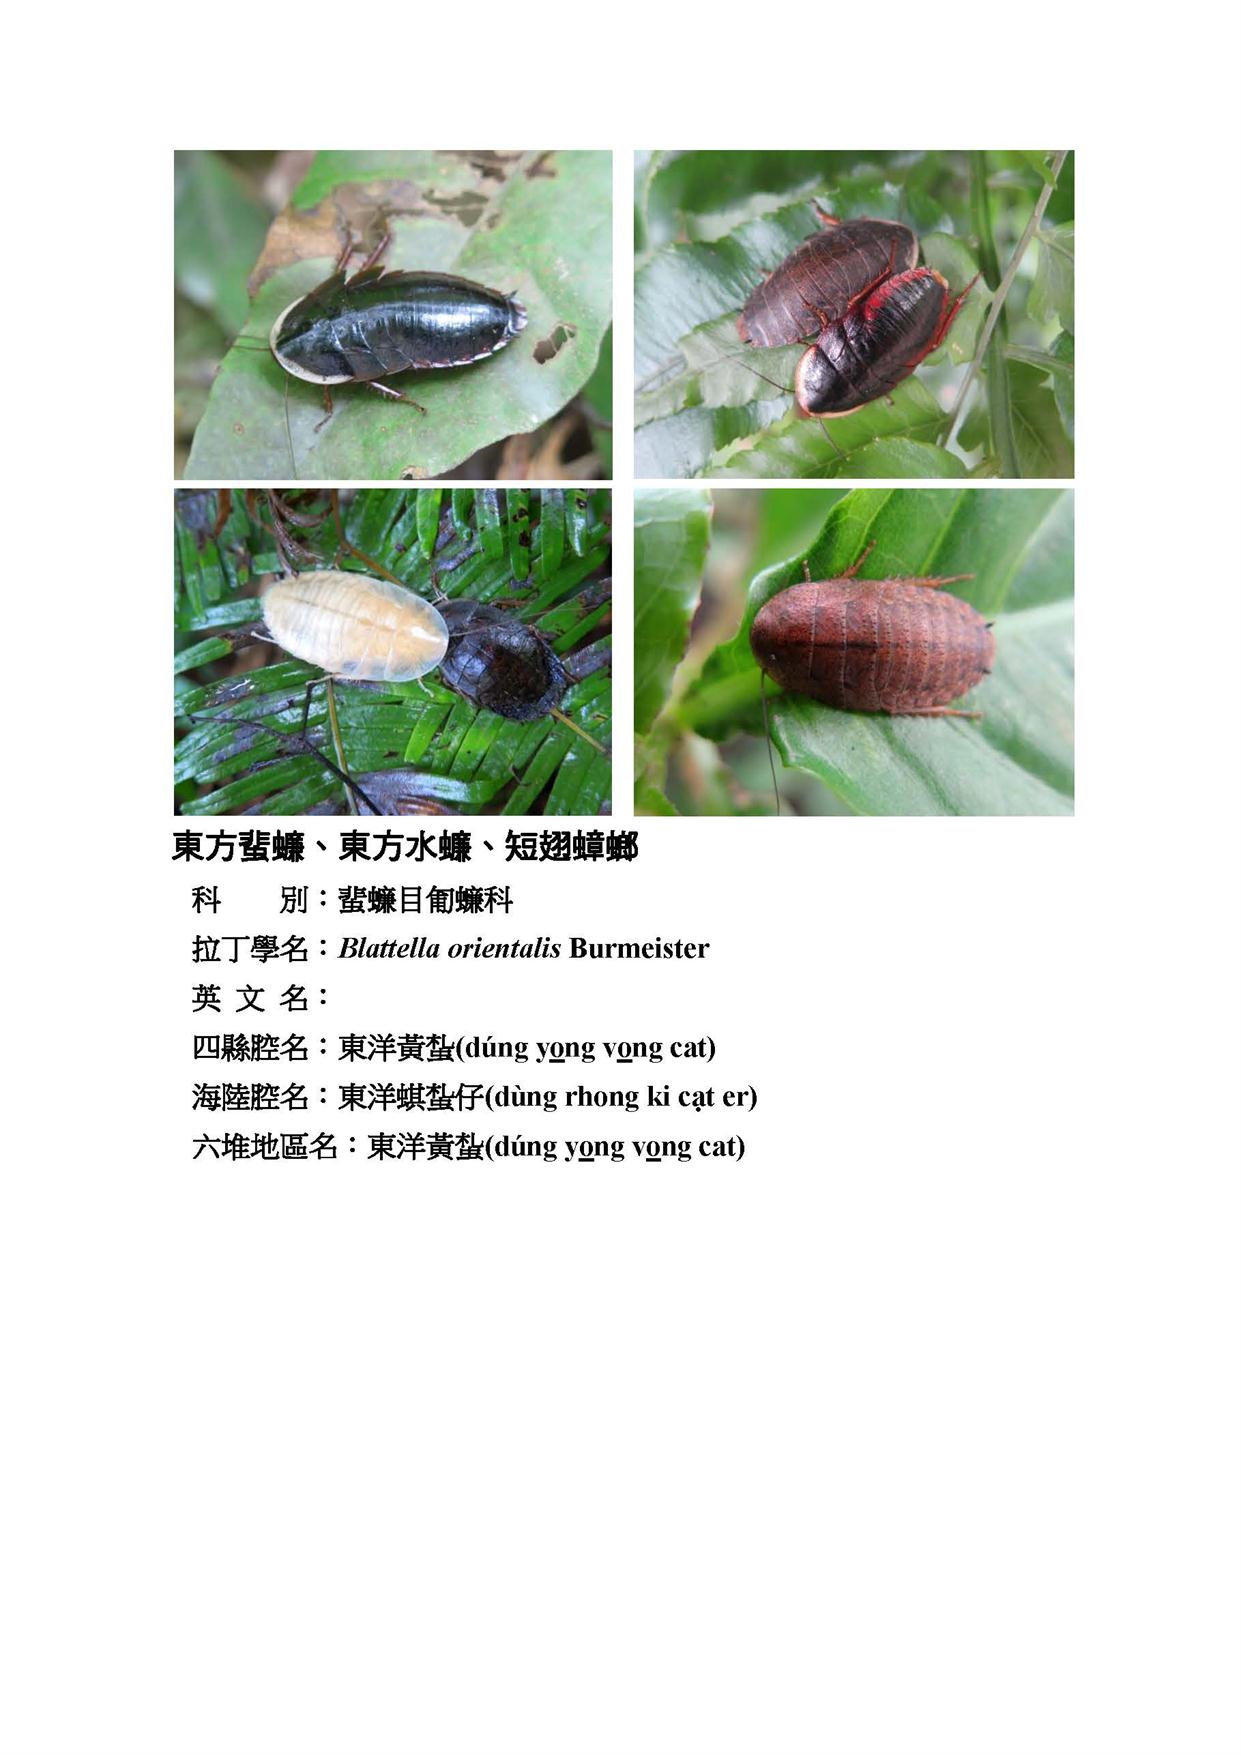 東方蜚蠊、東方水蠊、短翅蟑螂
科　　別：蜚蠊目匍蠊科
拉丁學名：Blattella orientalis Burmeister
英 文 名：
四縣腔名：東洋黃蚻(dúng yong vong cat)
海陸腔名：東洋蜞蚻仔(dùng rhong ki cạt er)
六堆地區名：東洋黃蚻(dúng yong vong cat)